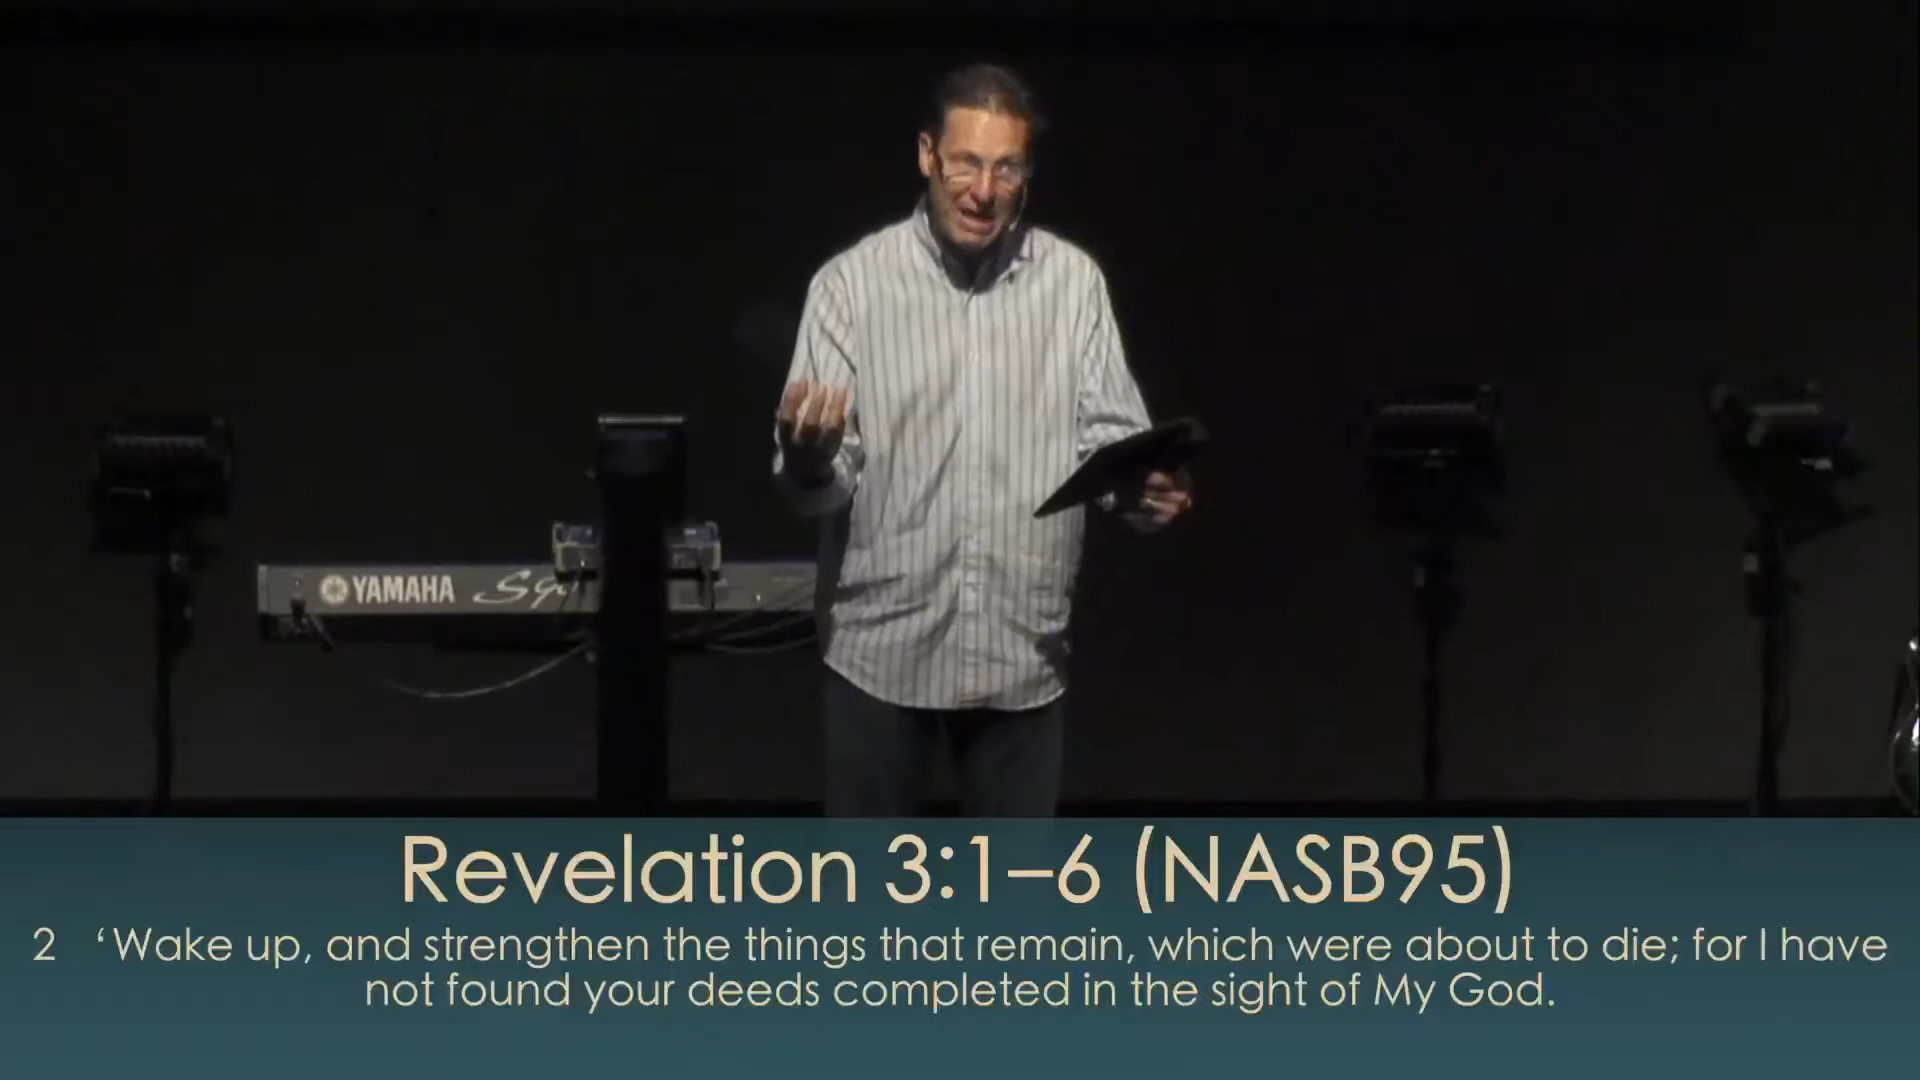 YAMAHA
Revelation 3:1–6 (NASB95)
2 ‘Wake up, and strengthen the things that remain, which were about to die; for I have
not found your deeds completed in the sight of My God.